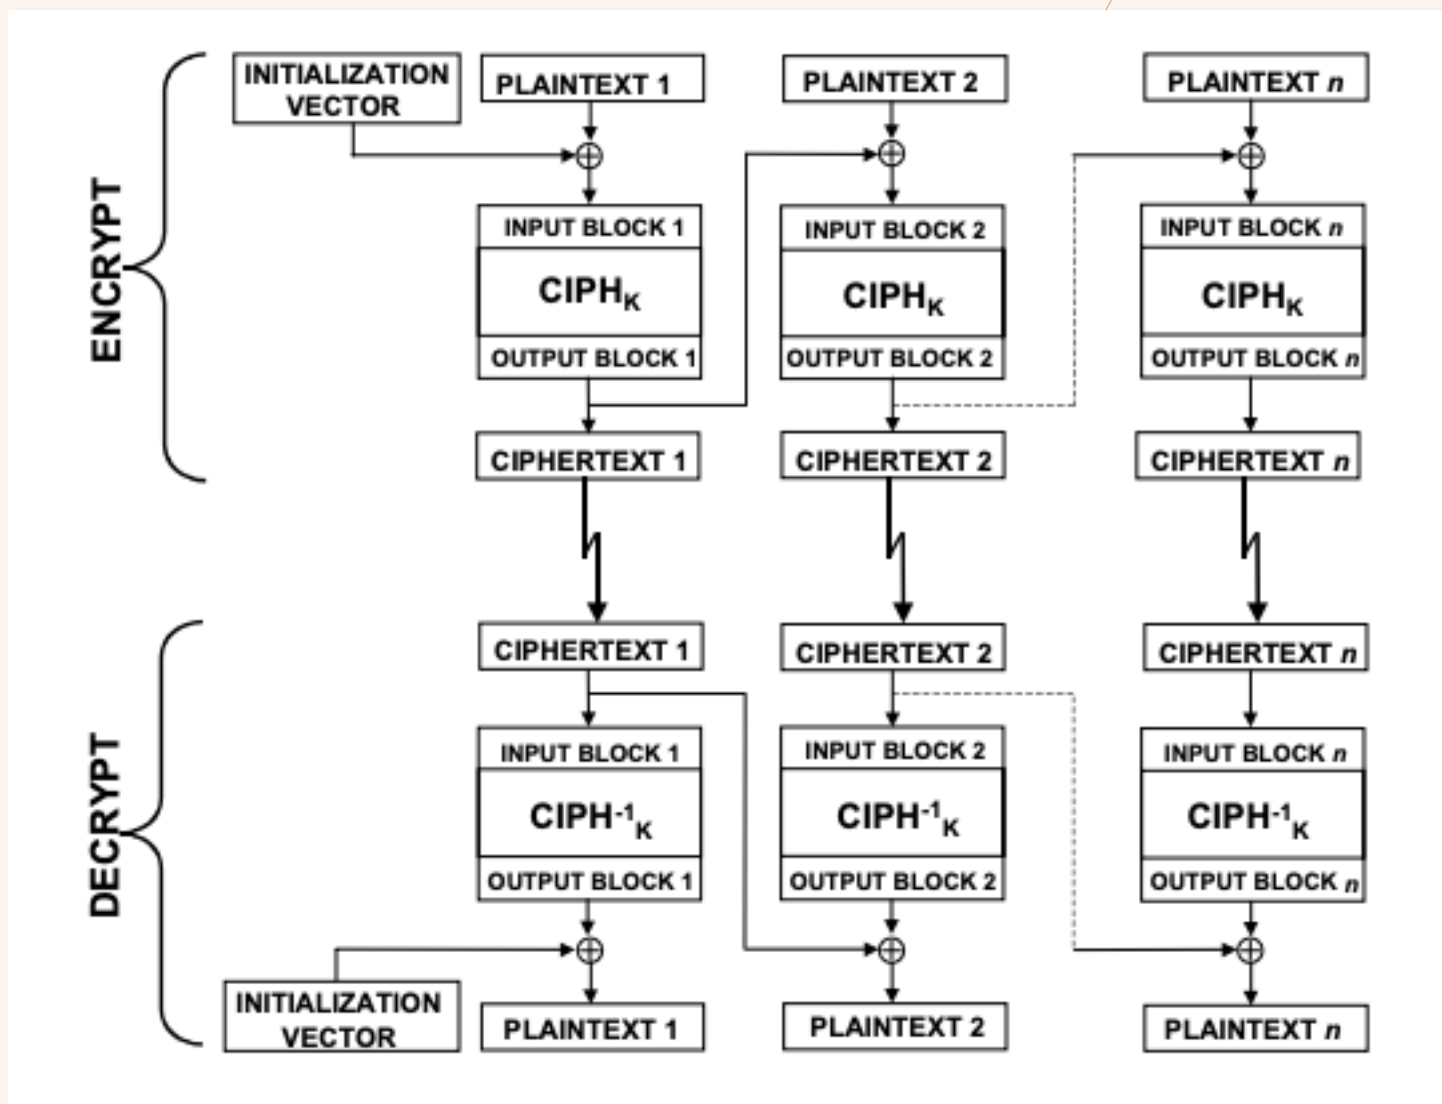 ENCRYPT
INITIALIZATION
VECTOR
PLAINTEXT 1
PLAINTEXT 2
PLAINTEXT n
INPUT BLOCK 1
INPUT BLOCK 2
INPUT BLOCK n
CIPHK
CIPHK
CIPHK
OUTPUT BLOCK 1
OUTPUT BLOCK 2
OUTPUT BLOCK n
CIPHERTEXT 1
CIPHERTEXT 2
CIPHERTEXT n
DECRYPT
CIPHERTEXT 1
CIPHERTEXT 2
CIPHERTEXT n
INPUT BLOCK 1
INPUT BLOCK 2
INPUT BLOCK n
CIPH-1K
CIPH-1K
CIPH-1K
OUTPUT BLOCK 1
OUTPUT BLOCK 2
OUTPUT BLOCK n
INITIALIZATION
VECTOR
PLAINTEXT 1
PLAINTEXT 2
PLAINTEXT n